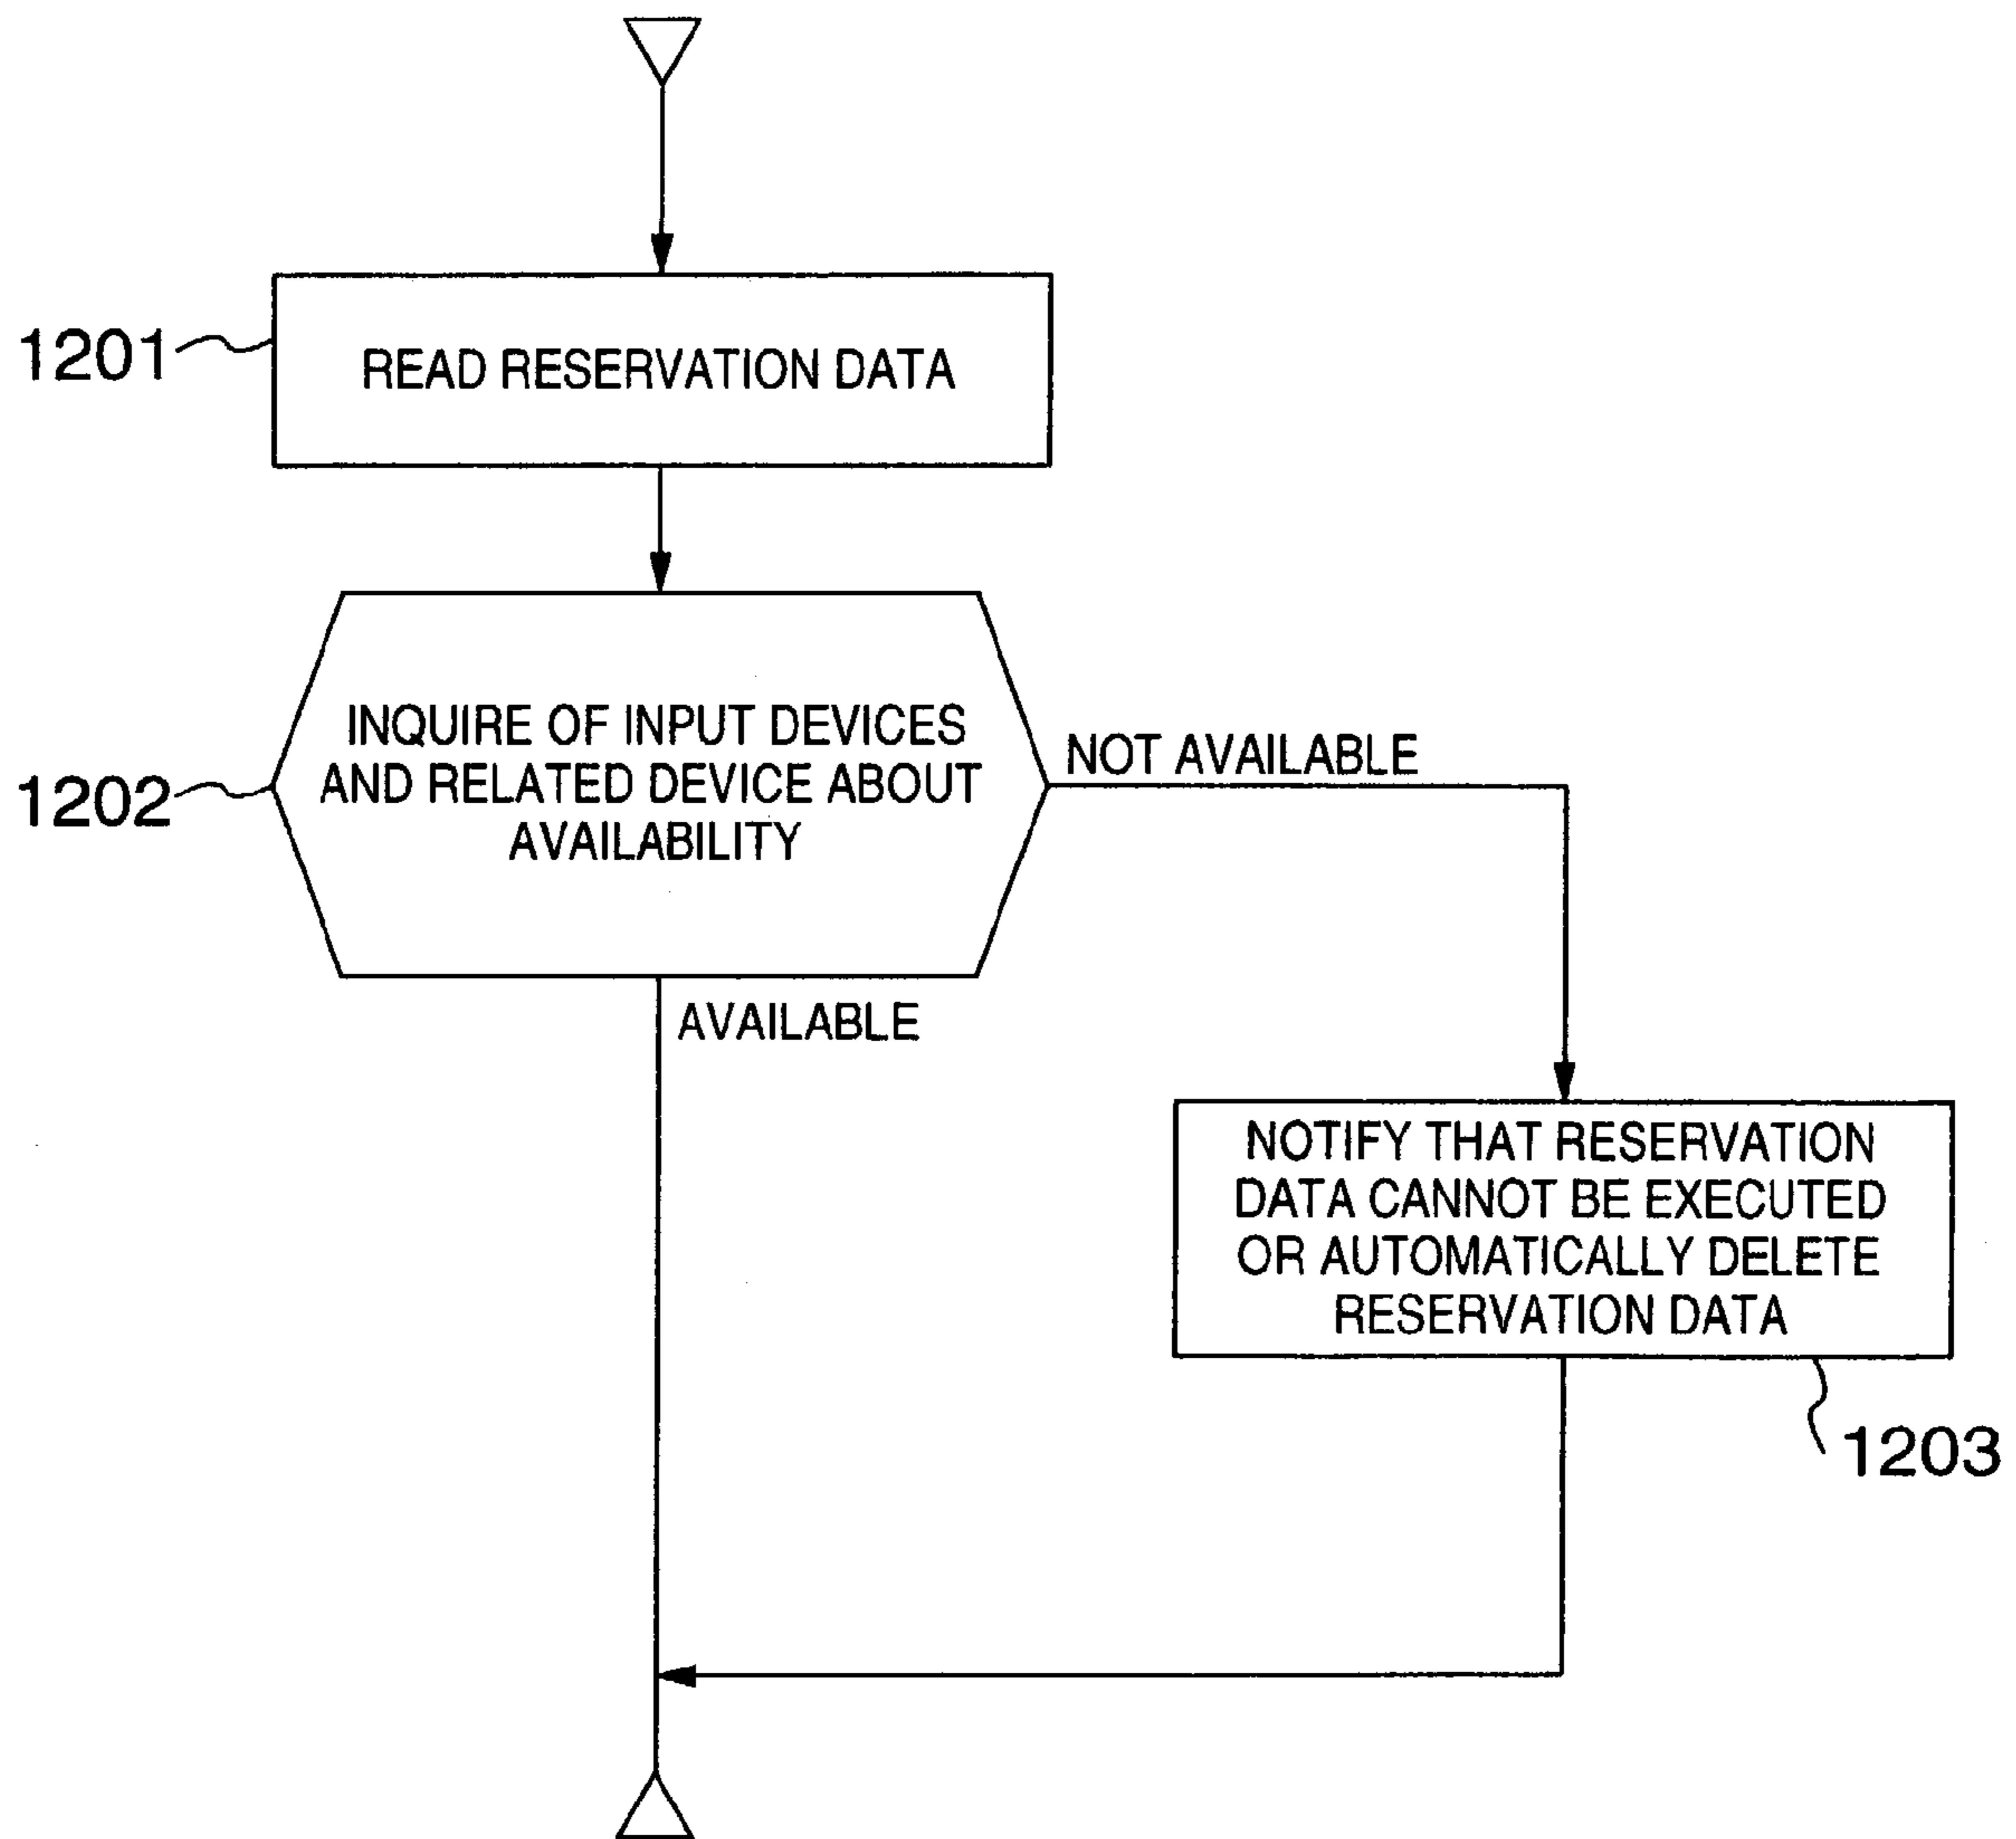 1201
READ RESERVATION DATA
1202
INQUIRE OF INPUT DEVICES
AND RELATED DEVICE ABOUT
AVAILABILITY
NOT AVAILABLE
AVAILABLE
NOTIFY THAT RESERVATION
DATA CANNOT BE EXECUTED
OR AUTOMATICALLY DELETE
RESERVATION DATA
1203